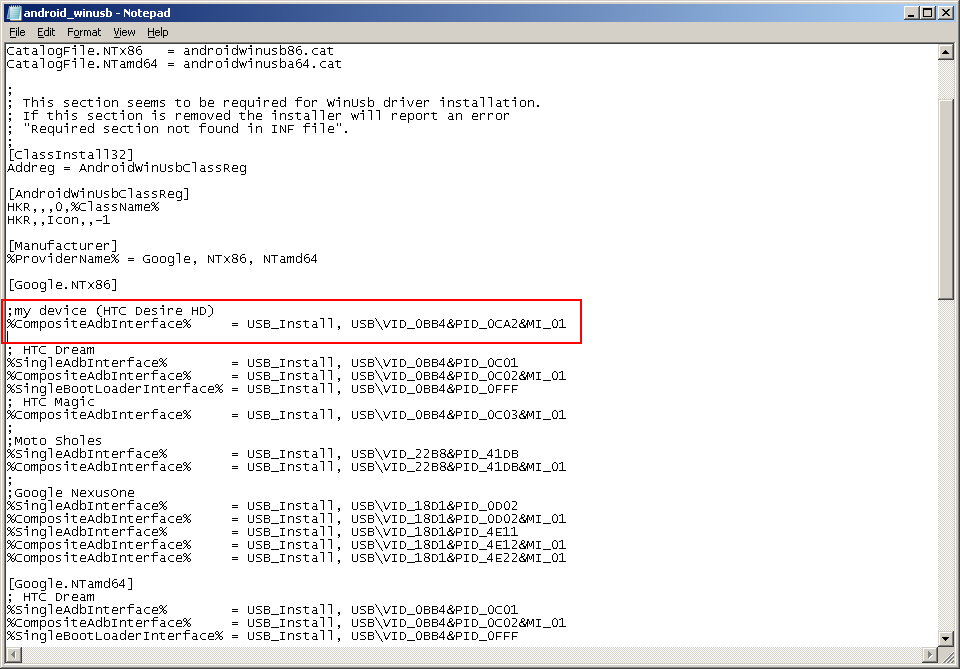 android_winusb - Notepad
File Edit Format View Help
CatalogFile.NTx86   = androidwinusb86.cat
CatalogFile.NTamd64 = androidwinusba64.cat
;
;  This section seems to be required for WinUsb driver installation.
;  If this section is removed the installer will report an error
;  "Required section not found in INF file".
;
[ClassInstall32]
Addreg = AndroidWinUsbClassReg
[AndroidWinUsbClassReg]
HKR,,,0,%ClassName%
HKR,,Icon,,-1
[Manufacturer]
%ProviderName% = Google, NTx86, NTamd64
[Google.NTx86]
;my device (HTC Desire HD)
%CompositeAdbInterface%     = USB_Install, USB\VID_0BB4&PID_0CA2&MI_01
; HTC Dream
%SingleAdbInterface%        = USB_Install, USB\VID_0BB4&PID_0C01
%CompositeAdbInterface%     = USB_Install, USB\VID_0BB4&PID_0C02&MI_01
%SingleBootLoaderInterface% = USB_Install, USB\VID_0BB4&PID_0FFF
; HTC Magic
%CompositeAdbInterface%     = USB_Install, USB\VID_0BB4&PID_0C03&MI_01
;
;Moto Sholes
%SingleAdbInterface%        = USB_Install, USB\VID_22B8&PID_41DB
%CompositeAdbInterface%     = USB_Install, USB\VID_22B8&PID_41DB&MI_01
;
;Google NexusOne
%SingleAdbInterface%        = USB_Install, USB\VID_18D1&PID_0D02
%CompositeAdbInterface%     = USB_Install, USB\VID_18D1&PID_0D02&MI_01
%SingleAdbInterface%        = USB_Install, USB\VID_18D1&PID_4E11
%CompositeAdbInterface%     = USB_Install, USB\VID_18D1&PID_4E12&MI_01
%CompositeAdbInterface%     = USB_Install, USB\VID_18D1&PID_4E22&MI_01
[Google.NTamd64]
; HTC Dream
%SingleAdbInterface%        = USB_Install, USB\VID_0BB4&PID_0C01
%CompositeAdbInterface%     = USB_Install, USB\VID_0BB4&PID_0C02&MI_01
%SingleBootLoaderInterface% = USB_Install, USB\VID_0BB4&PID_0FFF